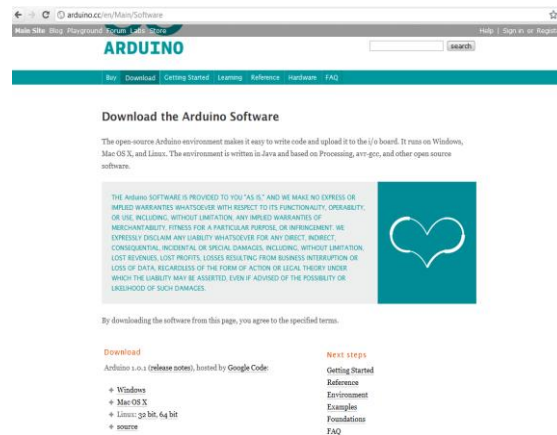 arduino.cc/en/Main/Software
Main Site Blog Playground Forum Labs Store
Help | Sign in or Regist
ARDUINO
search
Buy Download Getting Started Learning Reference Hardware FAQ
Download the Arduino Software
The open-source Arduino environment makes it easy to write code and upload it to the i/o board. It runs on Windows,
Mac OS X, and Linux. The environment is written in Java and based on Processing, avr-gcc, and other open source
software.
THE Arduino SOFTWARE IS PROVIDED TO YOU "AS IS," AND WE MAKE NO EXPRESS OR
IMPLIED WARRANTIES WHATSOEVER WITH RESPECT TO ITS FUNCTIONALITY, OPERABILITY,
OR USE, INCLUDING, WITHOUT LIMITATION, ANY IMPLIED WARRANTIES OF
MERCHANTABILITY, FITNESS FOR A PARTICULAR PURPOSE, OR INFRINGEMENT. WE
EXPRESSLY DISCLAIM ANY LIABILITY WHATSOEVER FOR ANY DIRECT, INDIRECT,
CONSEQUENTIAL, INCIDENTAL OR SPECIAL DAMAGES, INCLUDING, WITHOUT LIMITATION,
LOST REVENUES, LOST PROFITS, LOSSES RESULTING FROM BUSINESS INTERRUPTION OR
LOSS OF DATA, REGARDLESS OF THE FORM OF ACTION OR LEGAL THEORY UNDER
WHICH THE LIABILITY MAY BE ASSERTED, EVEN IF ADVISED OF THE POSSIBILITY OR
LIKELIHOOD OF SUCH DAMAGES.
By downloading the software from this page, you agree to the specified terms.
Download
Arduino 1.0.1 (release notes), hosted by Google Code:
+ Windows
+ Mac OS X
+ Linux: 32 bit, 64 bit
+ source
Next steps
Getting Started
Reference
Environment
Examples
Foundations
FAQ